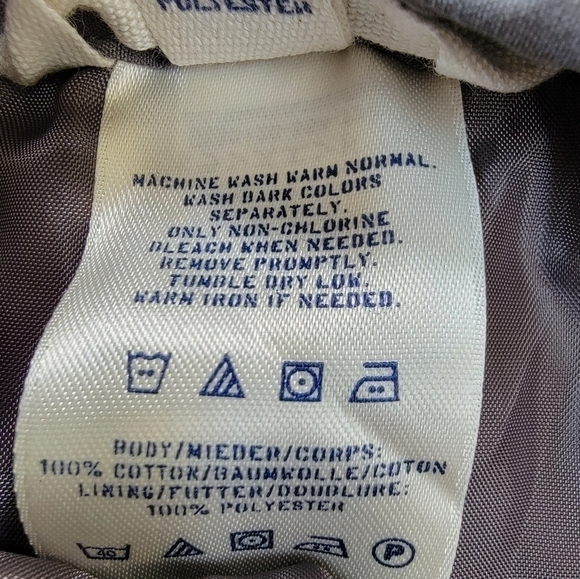 POLYESTER
MACHINE WASH WARM NORMAL.
WASH DARK COLORS
SEPARATELY.
ONLY NON-CHLORINE
BLEACH WHEN NEEDED.
REMOVE PROMPTLY.
TUMBLE DRY LOW.
WARM IRON IF NEEDED.
BODY/MIEDER/CORPS:
100% COTTON/BAUMWOLLE/COTON
LINING/FUTTER/DOUBLURE:
100% POLYESTER
40 P